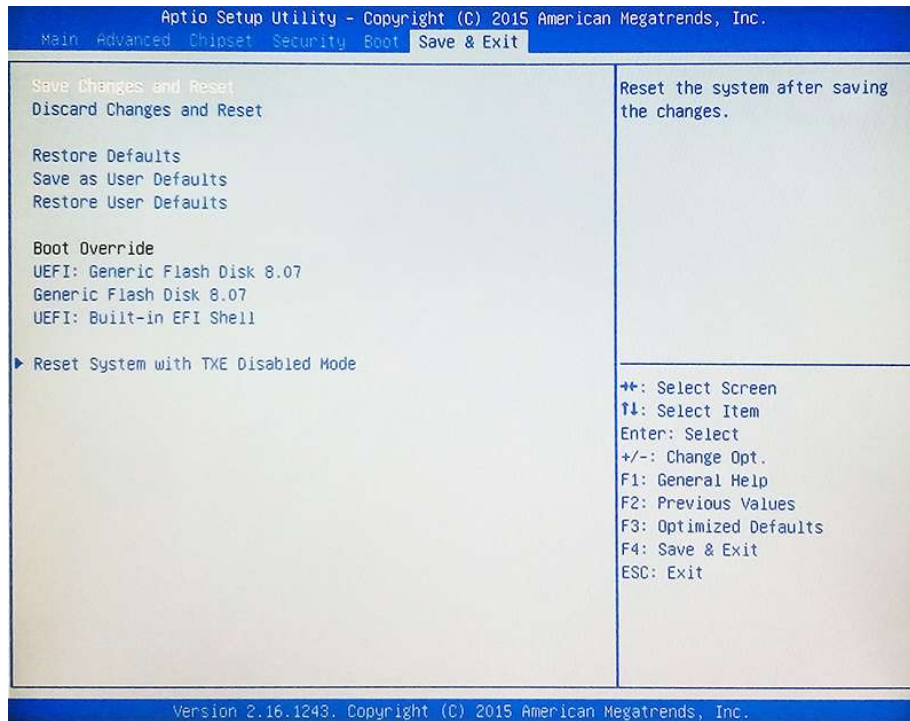 Aptio Setup Utility - Copyright (C) 2015 American Megatrends, Inc.
Main Advanced Chipset Security Boot Save & Exit
Save Changes and Reset
Discard Changes and Reset
Restore Defaults
Save as User Defaults
Restore User Defaults
Boot Override
UEFI: Generic Flash Disk 8.07
Generic Flash Disk 8.07
UEFI: Built-in EFI Shell
Reset System with TXE Disabled Mode
Reset the system after saving
the changes.
→←: Select Screen
↑↓: Select Item
Enter: Select
+/-: Change Opt.
F1: General Help
F2: Previous Values
F3: Optimized Defaults
F4: Save & Exit
ESC: Exit
Version 2.16.1243. Copyright (C) 2015 American Megatrends, Inc.